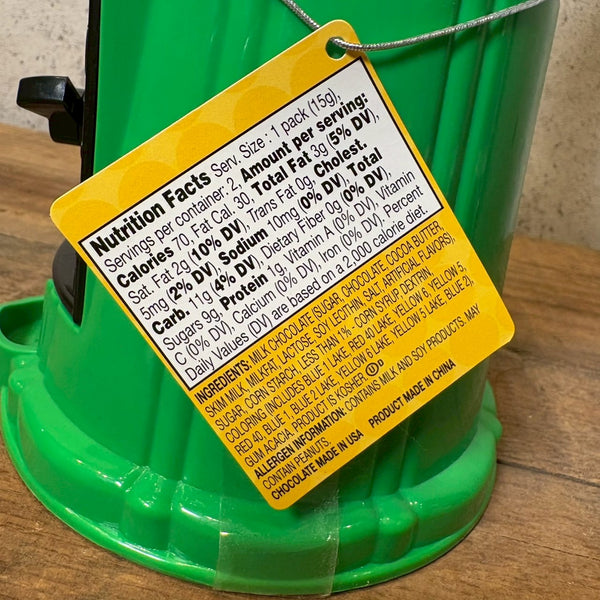 Nutrition Facts Serv. Size : 1 pack (15g),
Servings per container: 2, Amount per serving:
Calories 70, Fat Cal. 30, Total Fat 3g (5% DV),
Sat. Fat 2g (10% DV), Trans Fat 0g, Cholest.
5mg (2% DV), Sodium 10mg (0% DV), Total
Carb. 11g (4% DV), Dietary Fiber 0g (0% DV),
Sugars 9g, Protein 1g, Vitamin A (0% DV), Vitamin
C (0% DV), Calcium (0% DV), Iron (0% DV), Percent
Daily Values (DV) are based on a 2,000 calorie diet.
INGREDIENTS: MILK CHOCOLATE (SUGAR, CHOCOLATE, COCOA BUTTER,
SKIM MILK, MILKFAT, LACTOSE, SOY LECITHIN, SALT, ARTIFICIAL FLAVORS),
SUGAR, CORN STARCH, LESS THAN 1% - CORN SYRUP, DEXTRIN,
COLORING (INCLUDES BLUE 1 LAKE, RED 40 LAKE, YELLOW 6, YELLOW 5,
RED 40, BLUE 1, BLUE 2 LAKE, YELLOW 6 LAKE, YELLOW 5 LAKE, BLUE 2),
GUM ACACIA. PRODUCT IS KOSHER Ⓤ D
ALLERGEN INFORMATION: CONTAINS MILK AND SOY PRODUCTS. MAY
CONTAIN PEANUTS.
CHOCOLATE MADE IN USA PRODUCT MADE IN CHINA